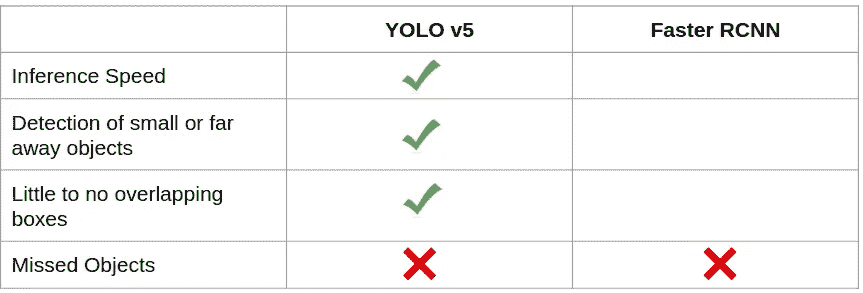 YOLO v5
Faster RCNN
Inference Speed
Detection of small or far
away objects
Little to no overlapping
boxes
Missed Objects